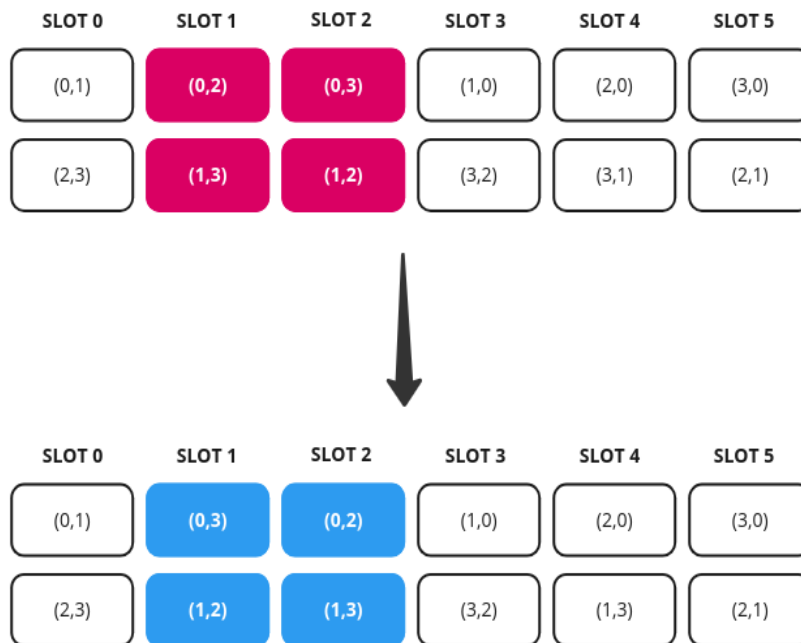 SLOT 0 SLOT 1 SLOT 2 SLOT 3 SLOT 4 SLOT 5
(0,1) (0,2) (0,3) (1,0) (2,0) (3,0)
(2,3) (1,3) (1,2) (3,2) (3,1) (2,1)
SLOT 0 SLOT 1 SLOT 2 SLOT 3 SLOT 4 SLOT 5
(0,1) (0,3) (0,2) (1,0) (2,0) (3,0)
(2,3) (1,2) (1,3) (3,2) (1,3) (2,1)